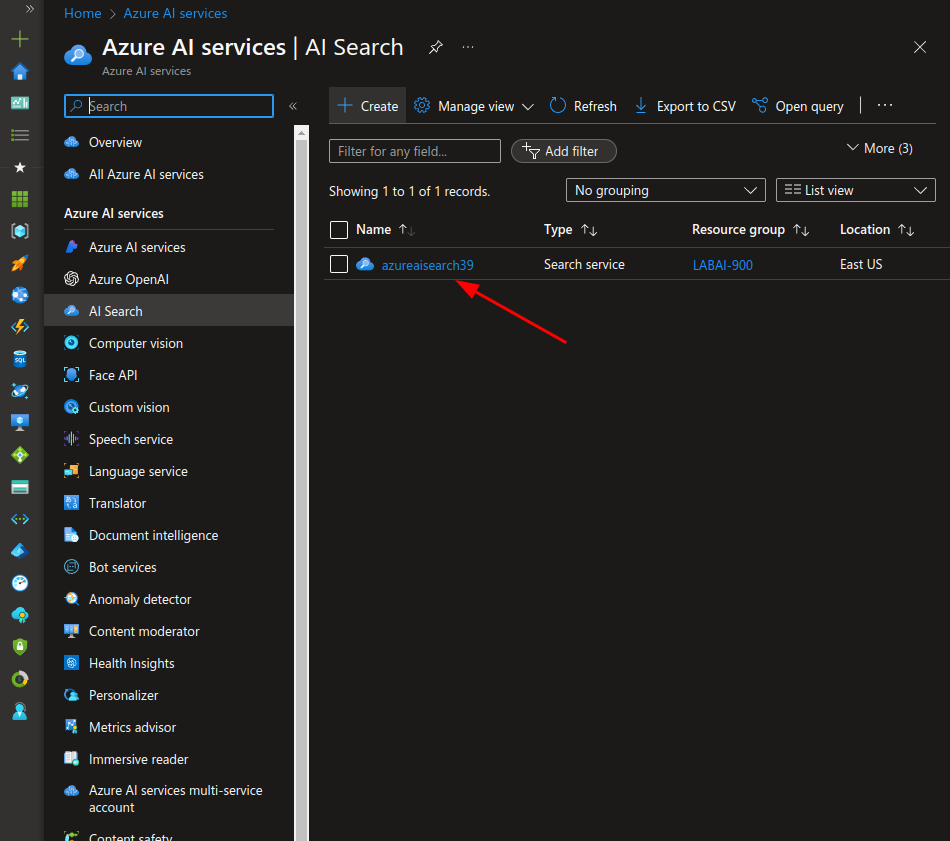 Home > Azure AI services
Azure AI services | AI Search
Azure AI services
Search
Overview
All Azure AI services
Azure AI services
Azure AI services
Azure OpenAI
AI Search
Computer vision
Face API
Custom vision
Speech service
Language service
Translator
Document intelligence
Bot services
Anomaly detector
Content moderator
Health Insights
Personalizer
Metrics advisor
Immersive reader
Azure AI services multi-service
account
Content safety
Create Manage view Refresh Export to CSV Open query
Filter for any field... Add filter More (3)
Showing 1 to 1 of 1 records. No grouping List view
Name Type Resource group Location
azureaisearch39 Search service LABAI-900 East US
SQL